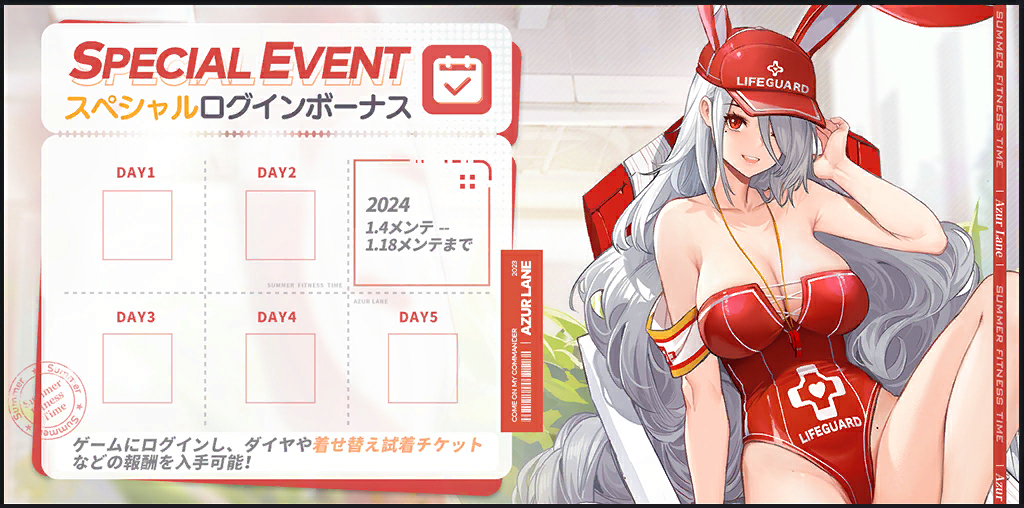 SPECIAL EVENT
スペシャルログインボーナス
DAY1
DAY2
2024
1.4メンテ --
1.18メンテまで
SUMMER FITNESS TIME
AZUR LANE
DAY3
DAY4
DAY5
ゲームにログインし、ダイヤや着せ替え試着チケット
などの報酬を入手可能!
Summer
Fitness
Time
COME ON MY COMMANDER | AZUR LANE
2023
LIFEGUARD
LIFEGUARD
SUMMER FITNESS TIME | Azur Lane | SUMMER FITNESS TIME | Azur